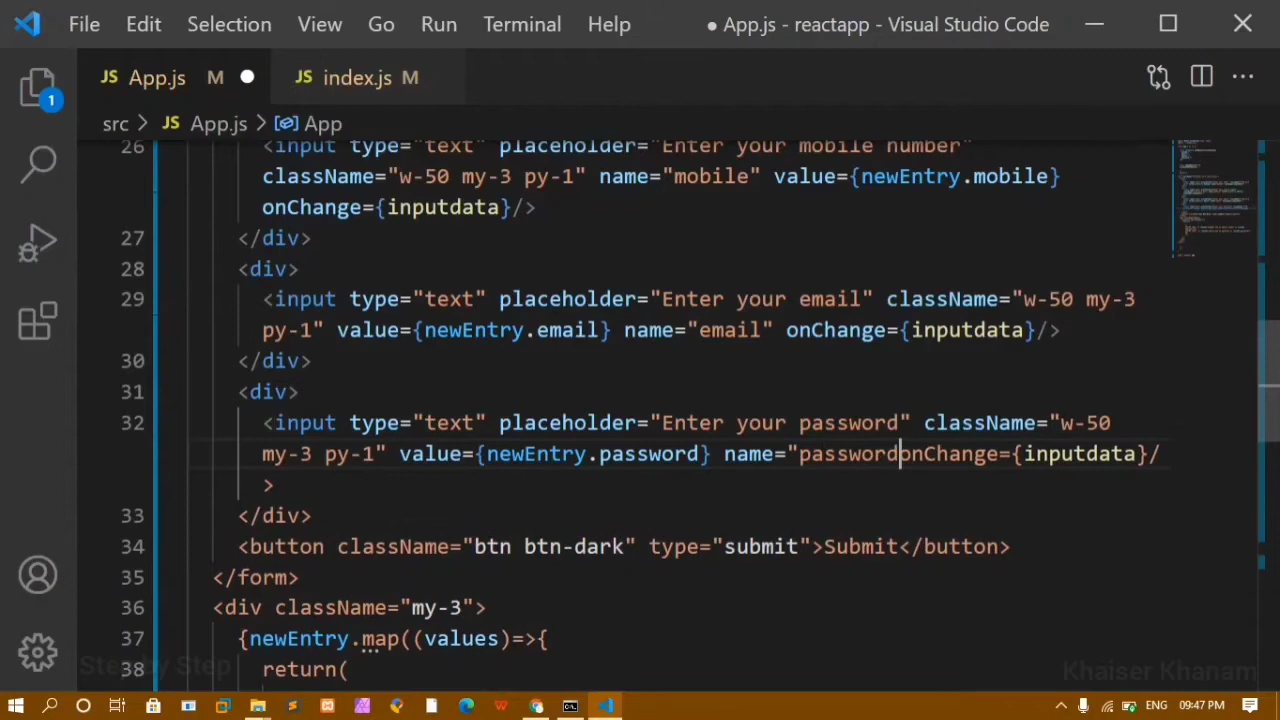 File Edit Selection View Go Run Terminal Help ● App.js - reactapp - Visual Studio Code
JS App.js M JS index.js M
1
src > JS App.js > App
26 <input type="text" placeholder="Enter your mobile number"
className="w-50 my-3 py-1" name="mobile" value={newEntry.mobile}
onChange={inputdata}/>
27 </div>
28 <div>
29 <input type="text" placeholder="Enter your email" className="w-50 my-3
py-1" value={newEntry.email} name="email" onChange={inputdata}/>
30 </div>
31 <div>
32 <input type="text" placeholder="Enter your password" className="w-50
my-3 py-1" value={newEntry.password} name="passwordonChange={inputdata}/
>
33 </div>
34 <button className="btn btn-dark" type="submit">Submit</button>
35 </form>
36 <div className="my-3">
37 {newEntry.map((values)=>{
38 return(
Step by Step Khaiser Khanam
ENG 09:47 PM